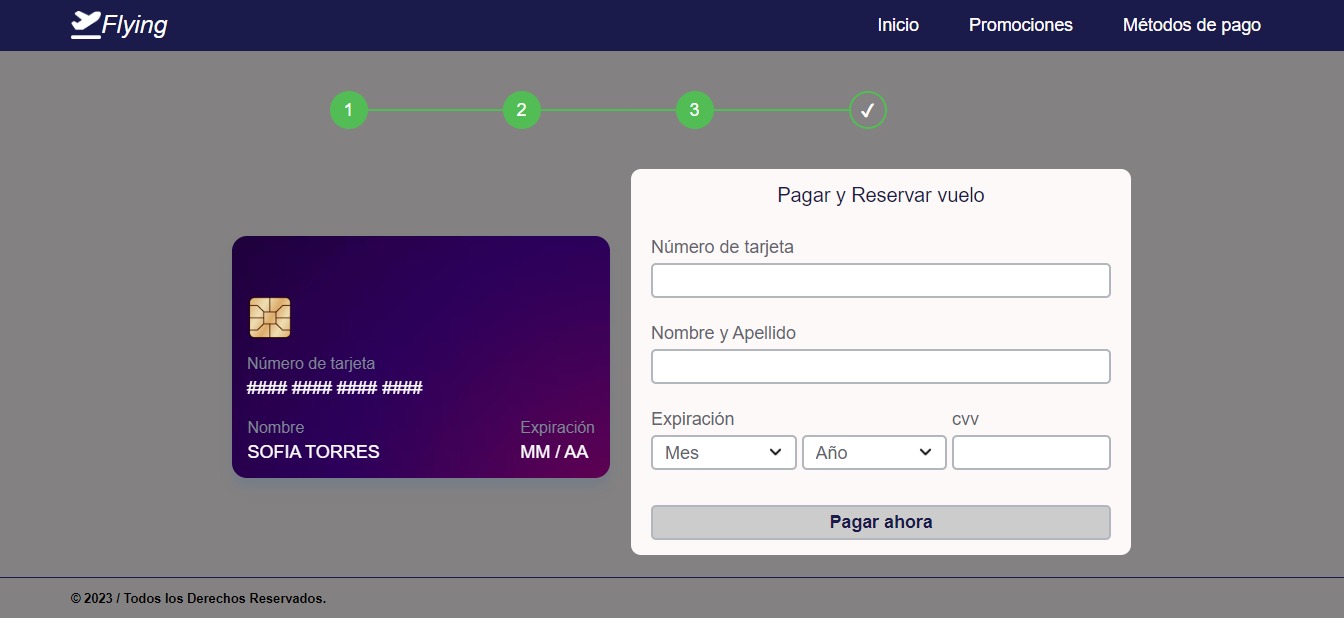 Flying
Inicio Promociones Métodos de pago
1 2 3 ✓
Pagar y Reservar vuelo
Número de tarjeta
Nombre y Apellido
Expiración cvv
Mes Año
Pagar ahora
Número de tarjeta
#### #### #### ####
Nombre Expiración
SOFIA TORRES MM / AA
© 2023 / Todos los Derechos Reservados.